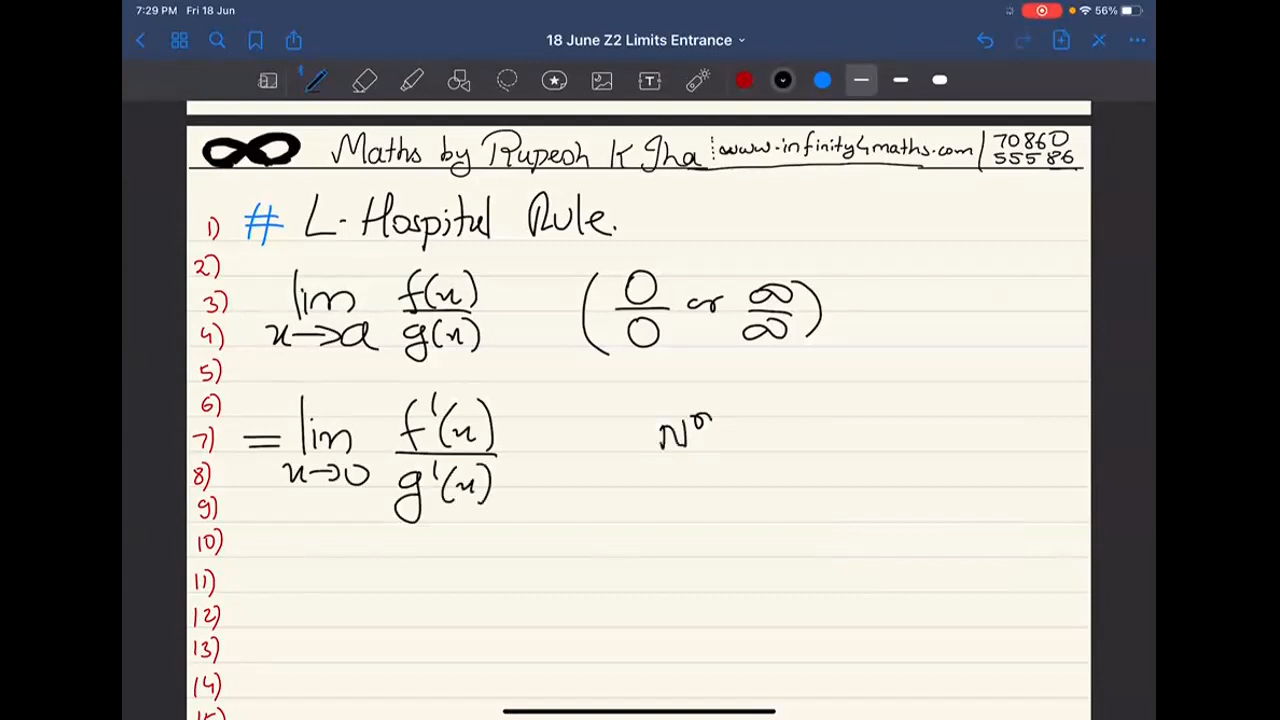 7:29 PM Fri 18 Jun
56%
18 June Z2 Limits Entrance
Maths by Rupesh K Jha www.infinity4maths.com / 70860 55586
1) # L-Hospital Rule.
2)
3) lim x→a f(x)/g(x) (0/0 or ∞/∞)
4)
5)
6)
7) = lim x→0 f'(x)/g'(x) Nr
8)
9)
10)
11)
12)
13)
14)